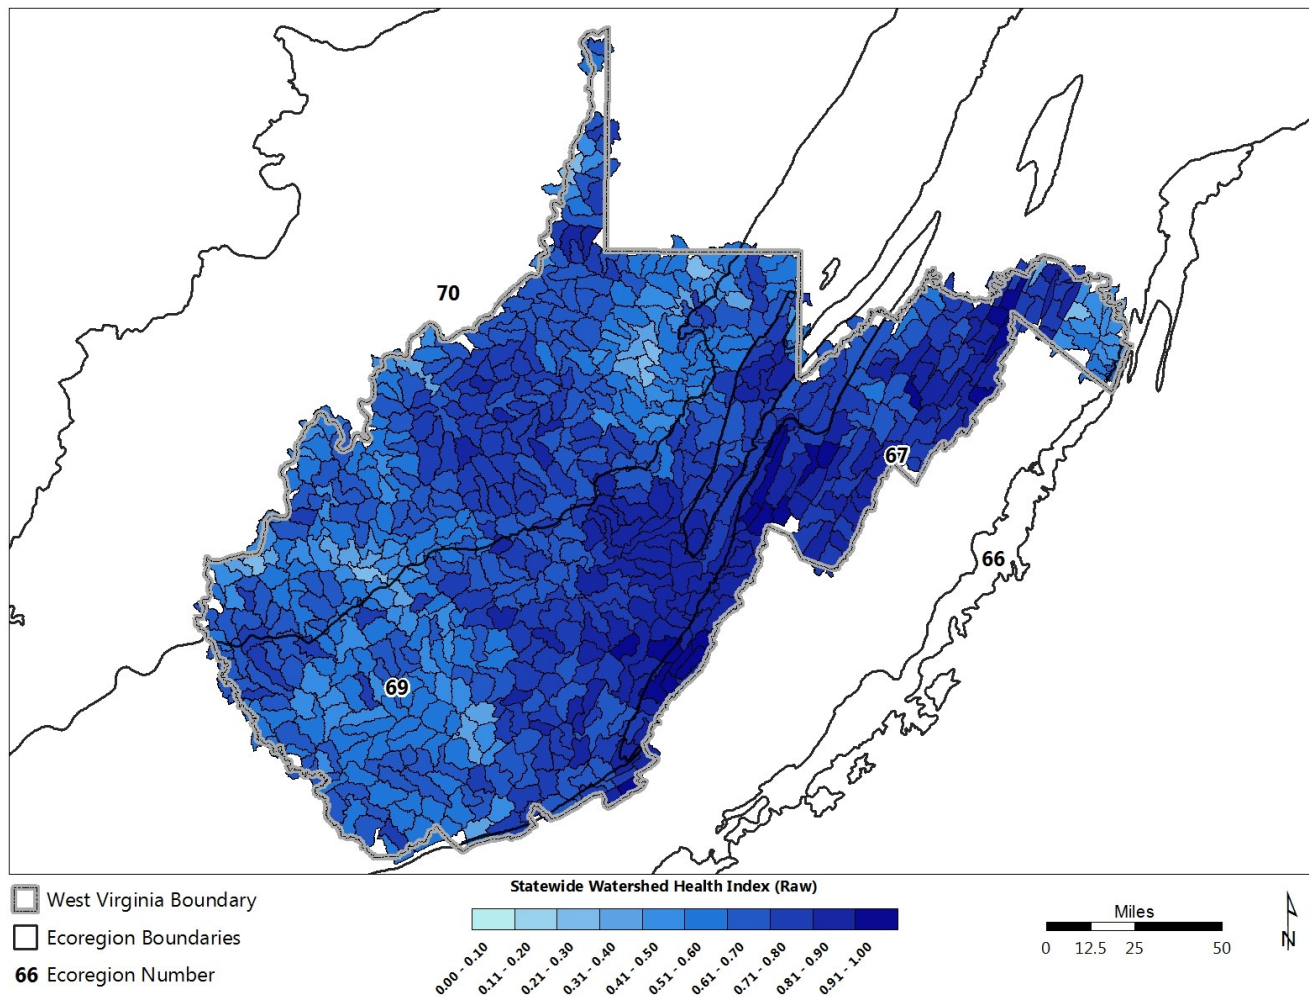 70
67
66
69
West Virginia Boundary
Ecoregion Boundaries
66 Ecoregion Number
Statewide Watershed Health Index (Raw)
0.00 - 0.10
0.11 - 0.20
0.21 - 0.30
0.31 - 0.40
0.41 - 0.50
0.51 - 0.60
0.61 - 0.70
0.71 - 0.80
0.81 - 0.90
0.91 - 1.00
Miles
0 12.5 25 50
N